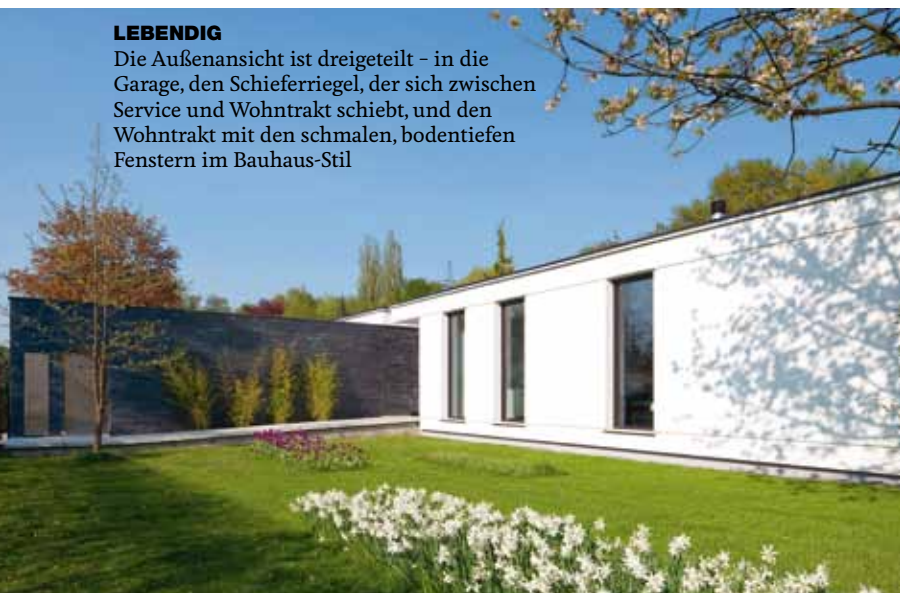 LEBENDIG
Die Außenansicht ist dreigeteilt – in die
Garage, den Schieferriegel, der sich zwischen
Service und Wohntrakt schiebt, und den
Wohntrakt mit den schmalen, bodentiefen
Fenstern im Bauhaus-Stil